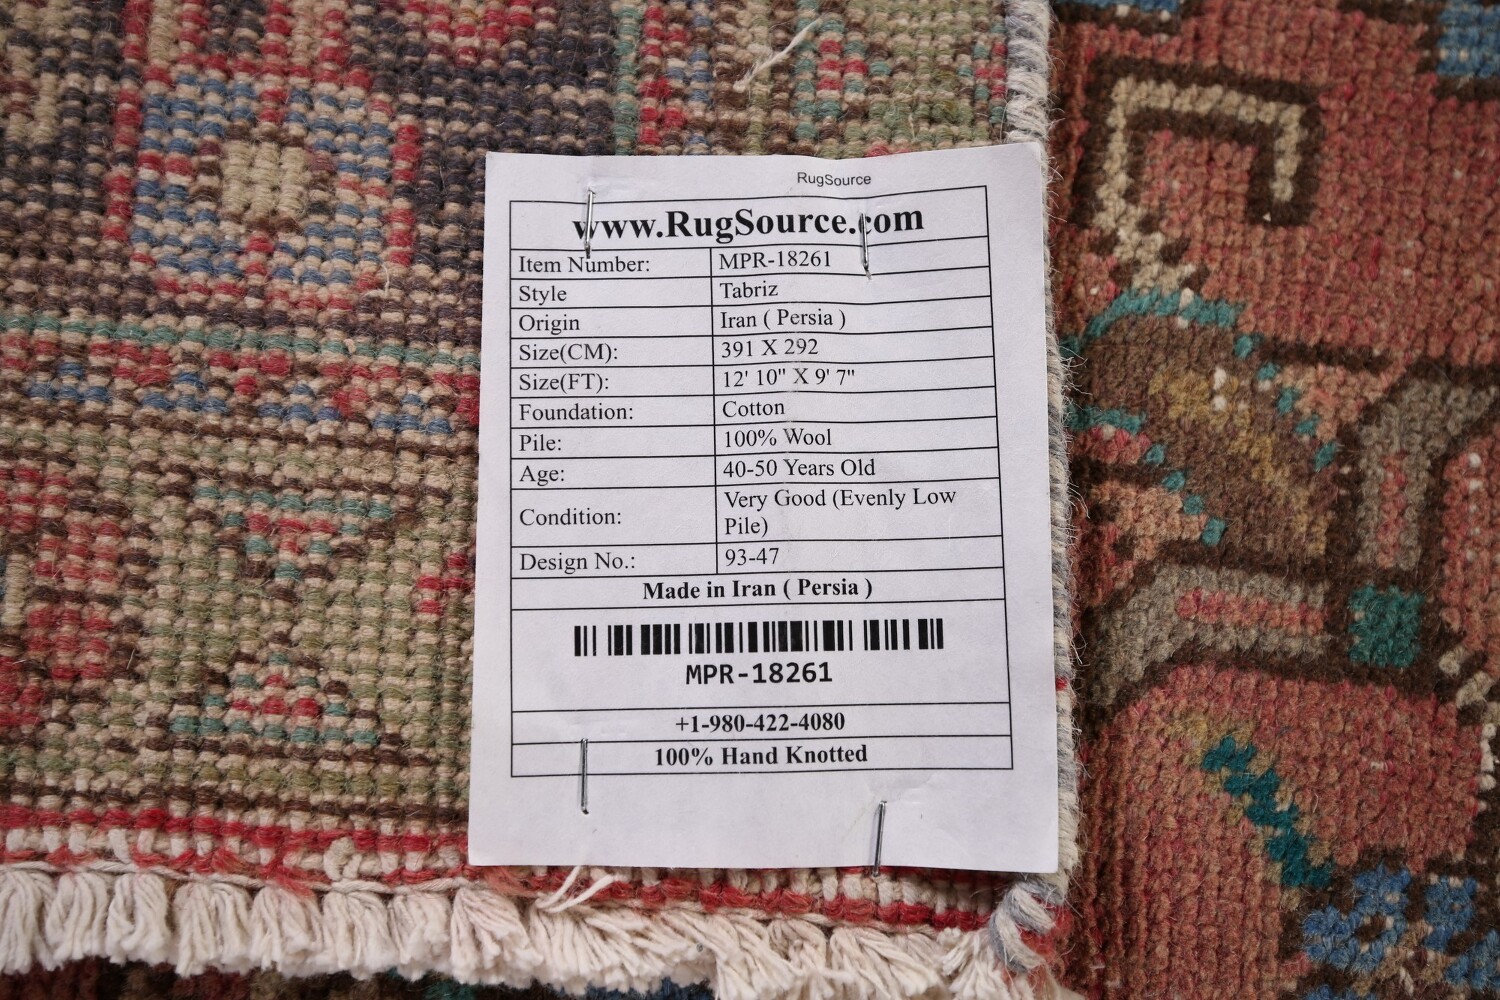 RugSource
www.RugSource.com
Item Number: MPR-18261
Style Tabriz
Origin Iran ( Persia )
Size(CM): 391 X 292
Size(FT): 12' 10" X 9' 7"
Foundation: Cotton
Pile: 100% Wool
Age: 40-50 Years Old
Condition: Very Good (Evenly Low
Pile)
Design No.: 93-47
Made in Iran ( Persia )
MPR-18261
+1-980-422-4080
100% Hand Knotted